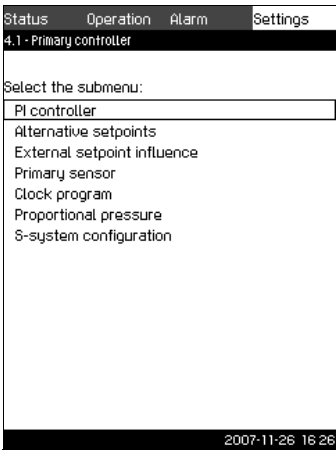 Status Operation Alarm Settings
4.1 - Primary controller
Select the submenu:
PI controller
Alternative setpoints
External setpoint influence
Primary sensor
Clock program
Proportional pressure
S-system configuration
2007-11-26 16:26